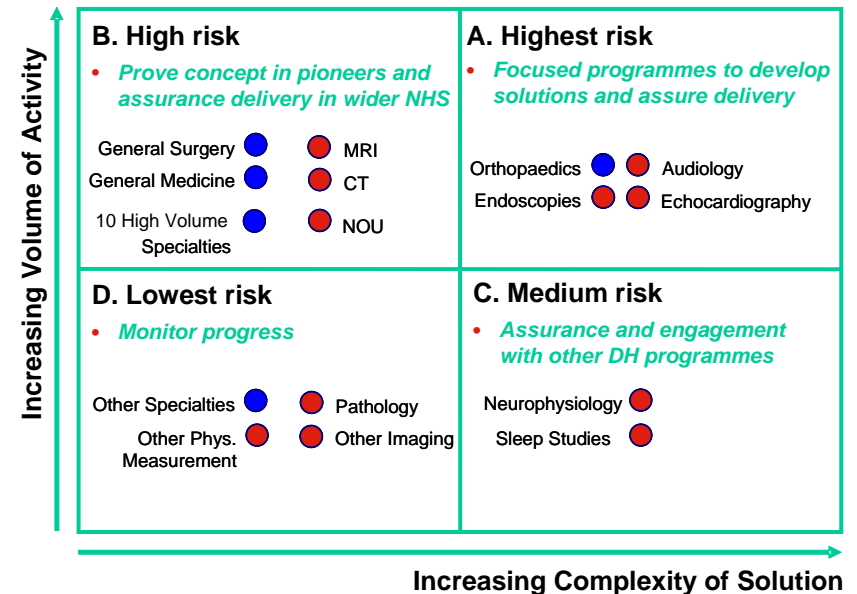 Increasing Volume of Activity
B. High risk
• Prove concept in pioneers and
assurance delivery in wider NHS
General Surgery
MRI
General Medicine
CT
10 High Volume
Specialties
NOU
A. Highest risk
• Focused programmes to develop
solutions and assure delivery
Orthopaedics
Audiology
Endoscopies
Echocardiography
D. Lowest risk
• Monitor progress
Other Specialties
Pathology
Other Phys.
Measurement
Other Imaging
C. Medium risk
• Assurance and engagement
with other DH programmes
Neurophysiology
Sleep Studies
Increasing Complexity of Solution